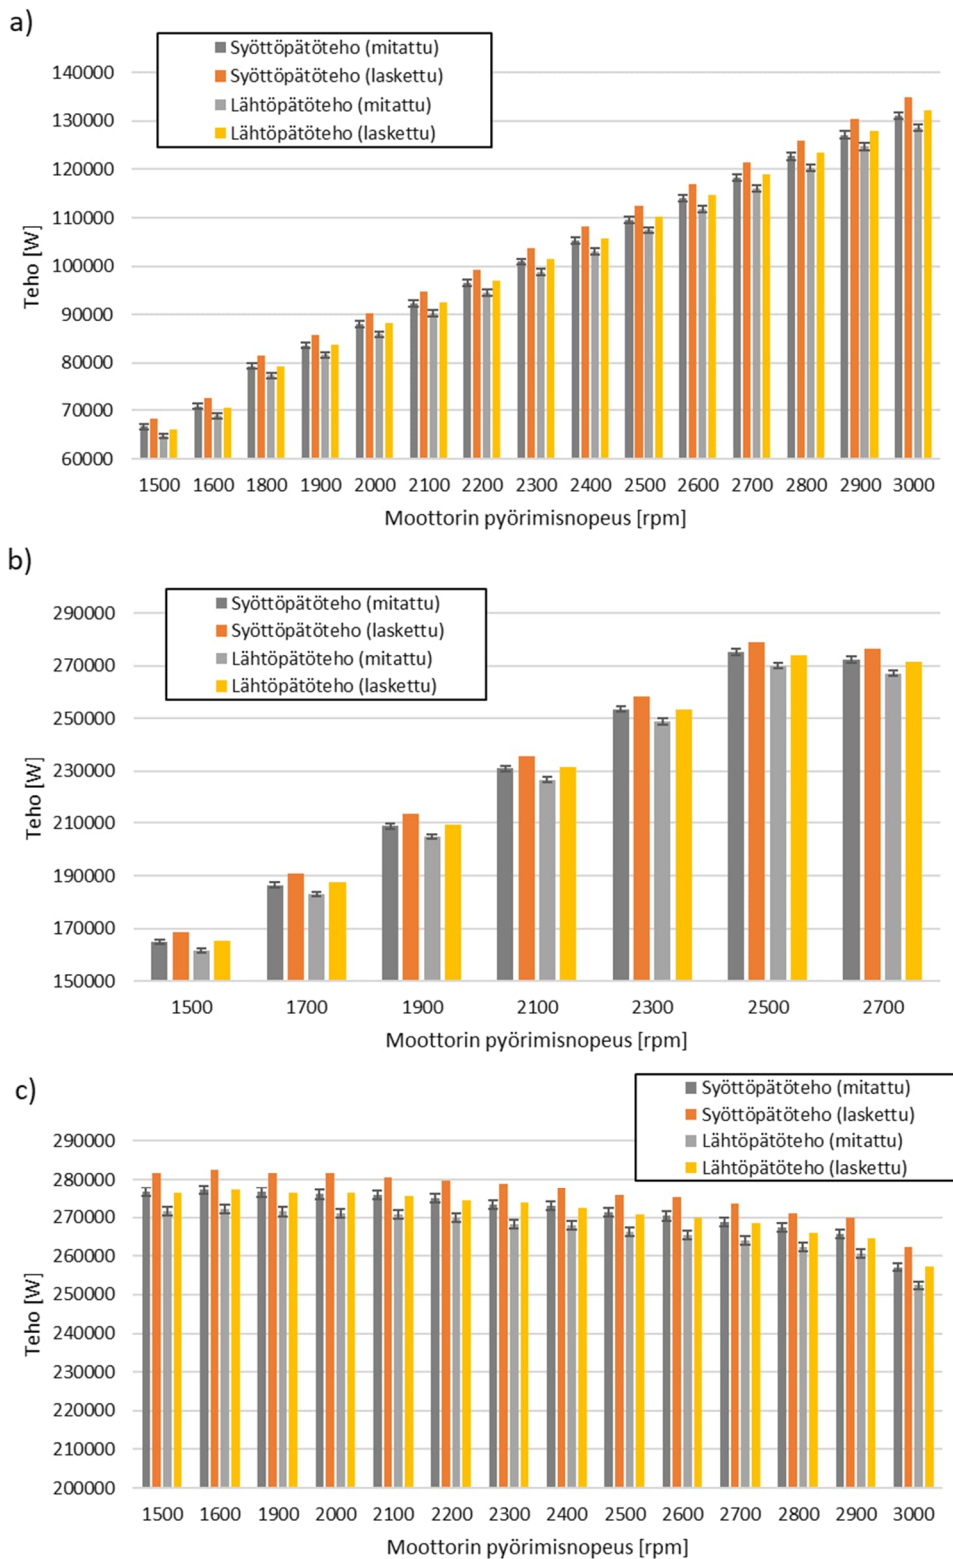 a)
Syöttöpätöteho (mitattu)
Syöttöpätöteho (laskettu)
Lähtöpätöteho (mitattu)
Lähtöpätöteho (laskettu)
140000
130000
120000
110000
100000
90000
80000
70000
60000
Teho [W]
1500 1600 1800 1900 2000 2100 2200 2300 2400 2500 2600 2700 2800 2900 3000
Moottorin pyörimisnopeus [rpm]
b)
Syöttöpätöteho (mitattu)
Syöttöpätöteho (laskettu)
Lähtöpätöteho (mitattu)
Lähtöpätöteho (laskettu)
290000
270000
250000
230000
210000
190000
170000
150000
Teho [W]
1500 1700 1900 2100 2300 2500 2700
Moottorin pyörimisnopeus [rpm]
c)
Syöttöpätöteho (mitattu)
Syöttöpätöteho (laskettu)
Lähtöpätöteho (mitattu)
Lähtöpätöteho (laskettu)
290000
280000
270000
260000
250000
240000
230000
220000
210000
200000
Teho [W]
1500 1600 1900 2000 2100 2200 2300 2400 2500 2600 2700 2800 2900 3000
Moottorin pyörimisnopeus [rpm]